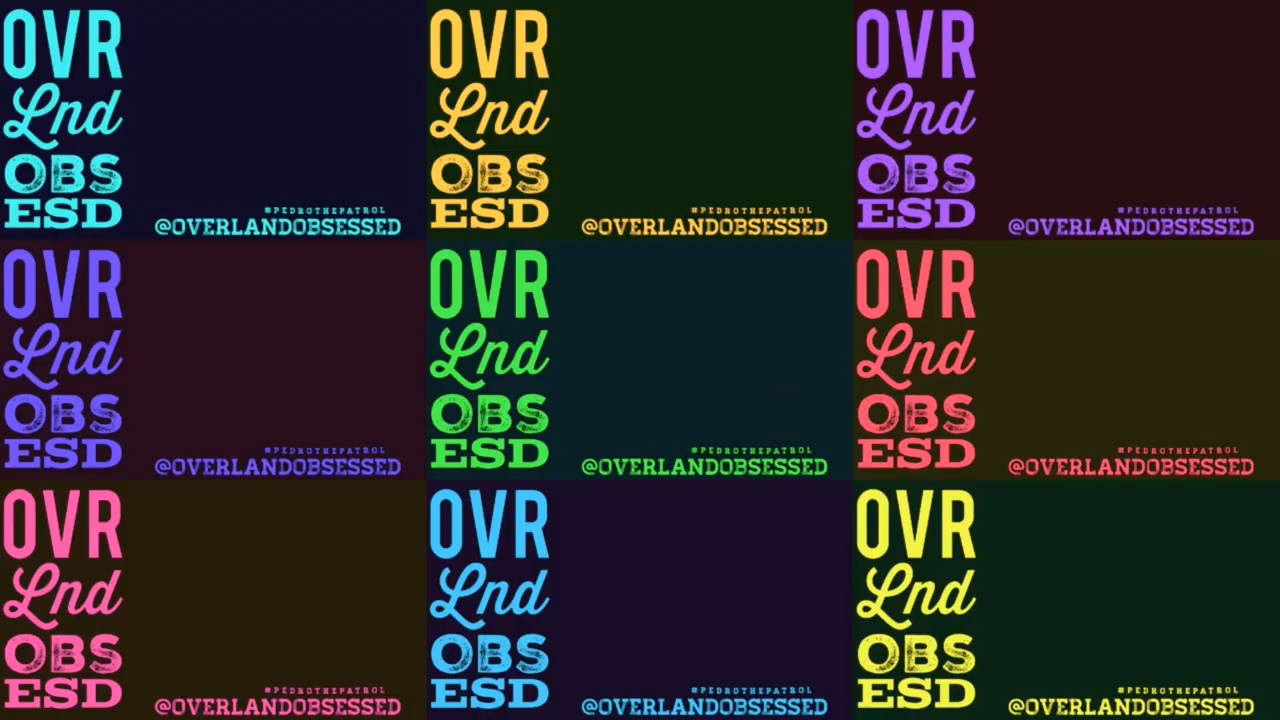 OVR
Lnd
OBS
ESD
#PEDROTHEPATROL
@OVERLANDOBSESSED
OVR
Lnd
OBS
ESD
#PEDROTHEPATROL
@OVERLANDOBSESSED
OVR
Lnd
OBS
ESD
#PEDROTHEPATROL
@OVERLANDOBSESSED
OVR
Lnd
OBS
ESD
#PEDROTHEPATROL
@OVERLANDOBSESSED
OVR
Lnd
OBS
ESD
#PEDROTHEPATROL
@OVERLANDOBSESSED
OVR
Lnd
OBS
ESD
#PEDROTHEPATROL
@OVERLANDOBSESSED
OVR
Lnd
OBS
ESD
#PEDROTHEPATROL
@OVERLANDOBSESSED
OVR
Lnd
OBS
ESD
#PEDROTHEPATROL
@OVERLANDOBSESSED
OVR
Lnd
OBS
ESD
#PEDROTHEPATROL
@OVERLANDOBSESSED